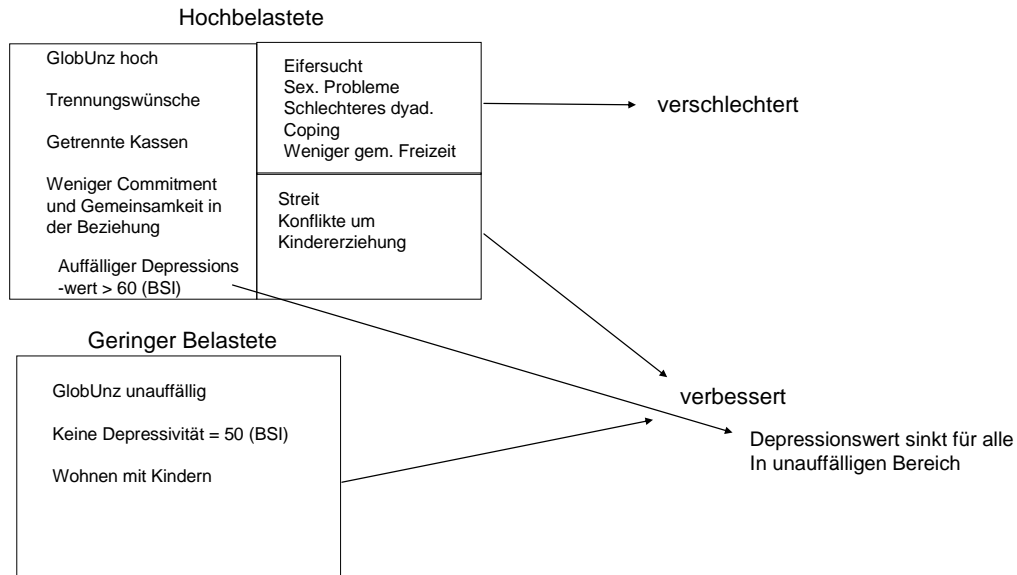 Hochbelastete
GlobUnz hoch
Trennungswünsche
Getrennte Kassen
Weniger Commitment
und Gemeinsamkeit in
der Beziehung
Auffälliger Depressions
-wert > 60 (BSI)
Eifersucht
Sex. Probleme
Schlechteres dyad.
Coping
Weniger gem. Freizeit
Streit
Konflikte um
Kindererziehung
verschlechtert
Geringer Belastete
GlobUnz unauffällig
Keine Depressivität = 50 (BSI)
Wohnen mit Kindern
verbessert
Depressionswert sinkt für alle
In unauffälligen Bereich